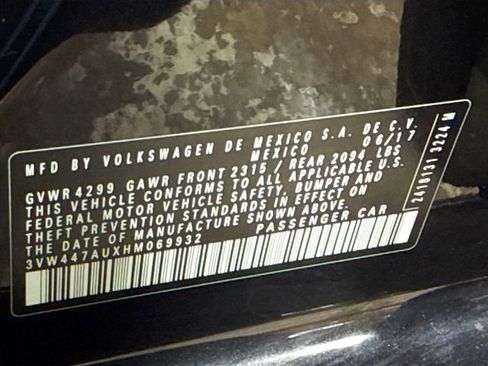 MFD BY VOLKSWAGEN DE MEXICO S.A. DE C.V.
MEXICO 06/17
GVWR 4299 GAWR FRONT 2315 / REAR 2094 LBS
THIS VEHICLE CONFORMS TO ALL APPLICABLE U.S.
FEDERAL MOTOR VEHICLE SAFETY, BUMPER AND
THEFT PREVENTION STANDARDS IN EFFECT ON
THE DATE OF MANUFACTURE SHOWN ABOVE.
3VW447AUXHM069932 PASSENGER CAR
2419131 3224 M